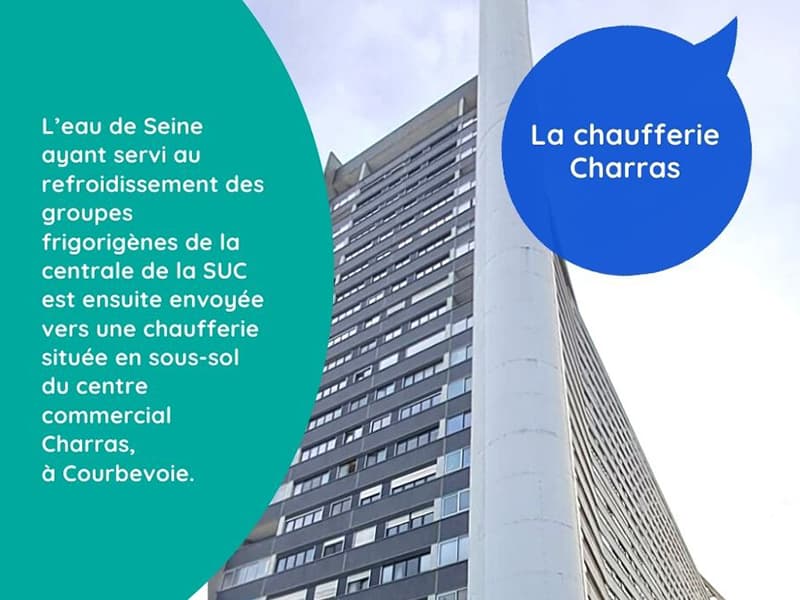 L’eau de Seine
ayant servi au
refroidissement des
groupes
frigorigènes de la
centrale de la SUC
est ensuite envoyée
vers une chaufferie
située en sous-sol
du centre
commercial
Charras,
à Courbevoie.
La chaufferie
Charras